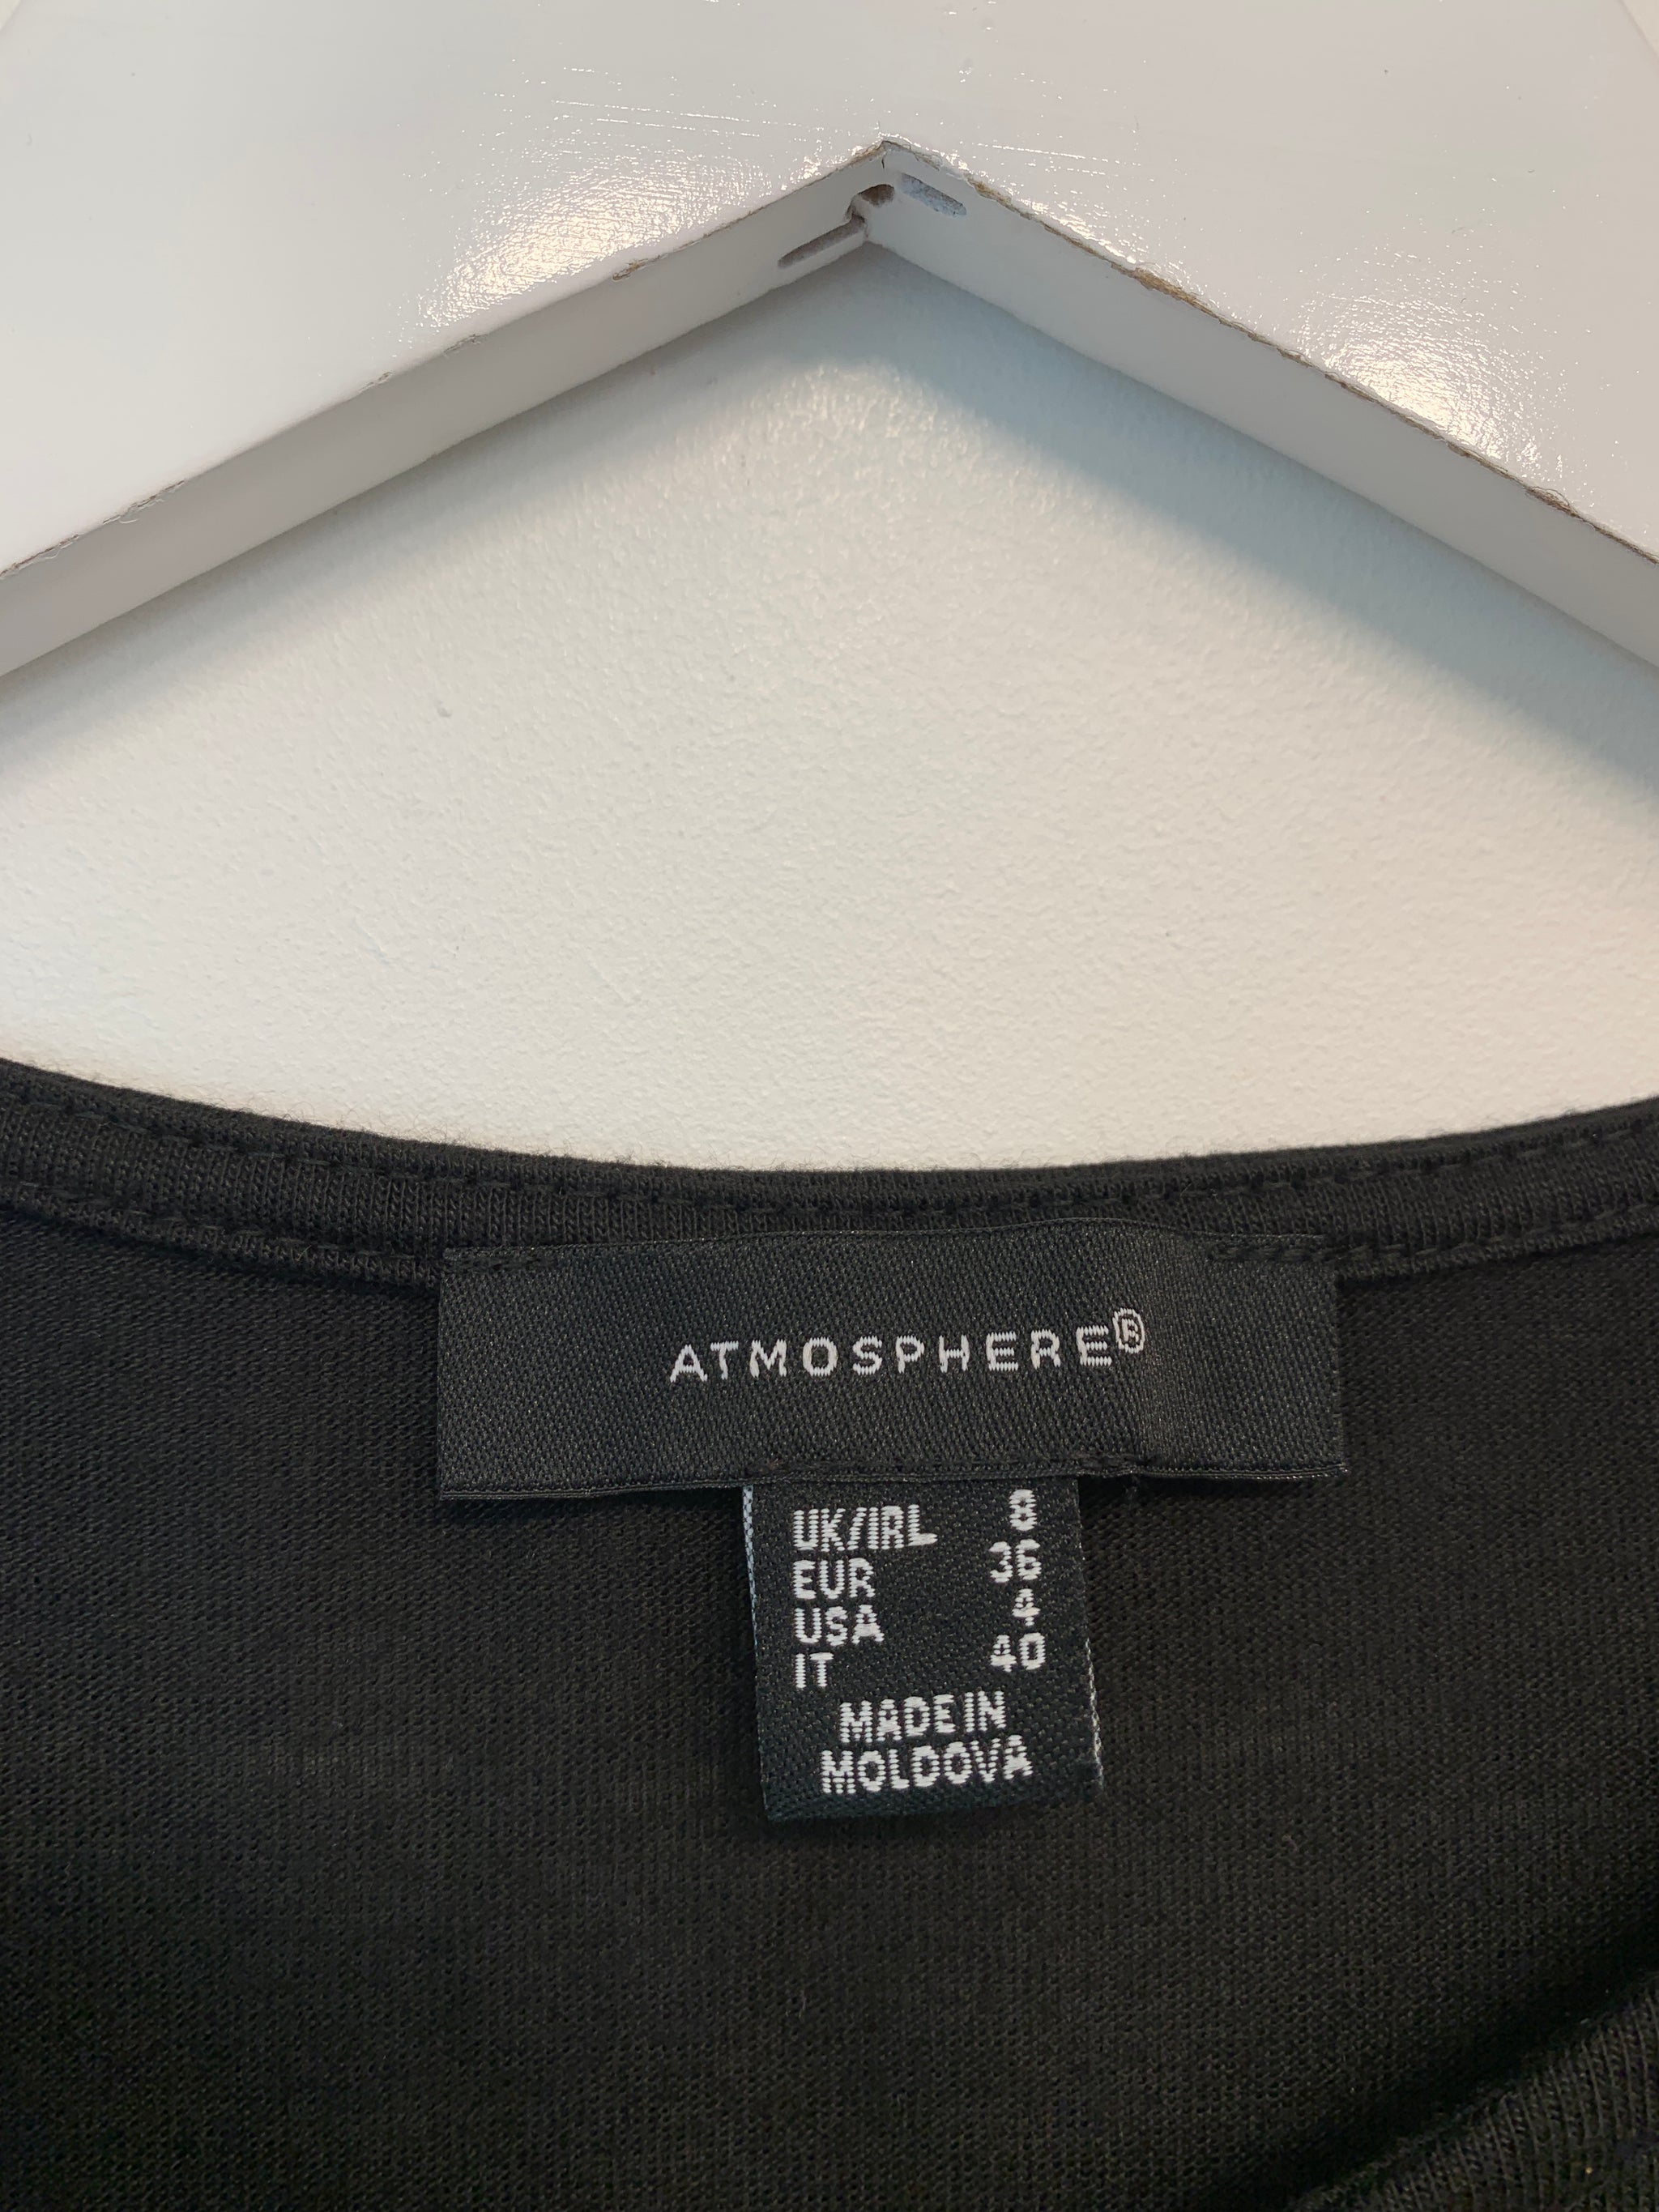 ATMOSPHERE®
UK/IRL 8
EUR 36
USA 4
IT 40
MADE IN
MOLDOVA